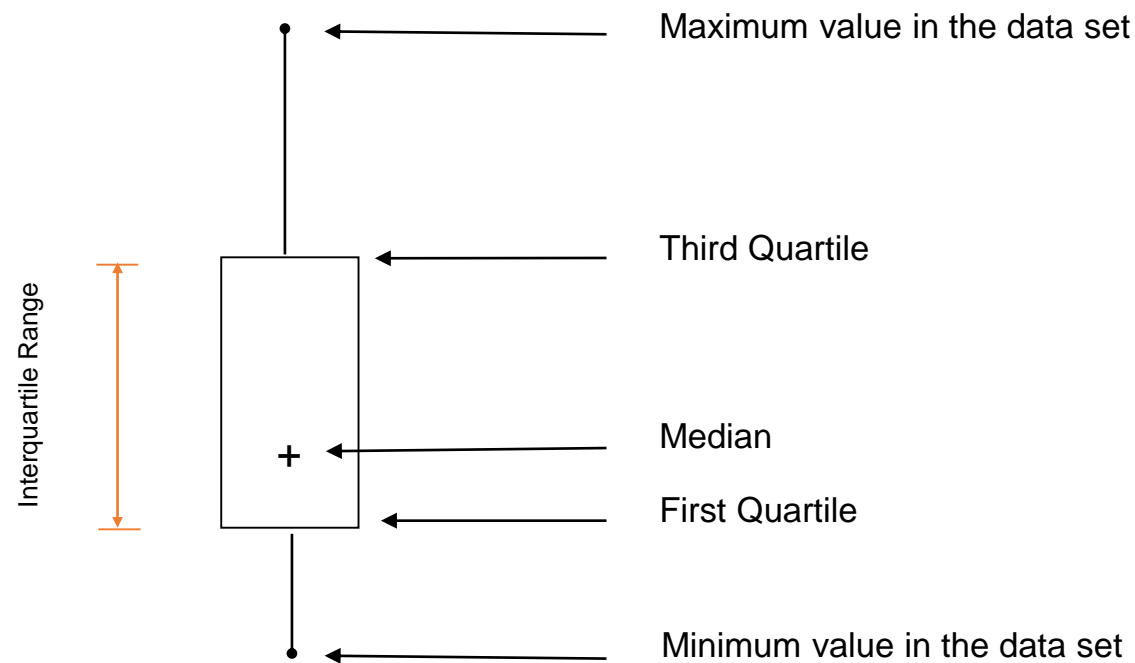 Maximum value in the data set
Third Quartile
Interquartile Range
Median
First Quartile
Minimum value in the data set